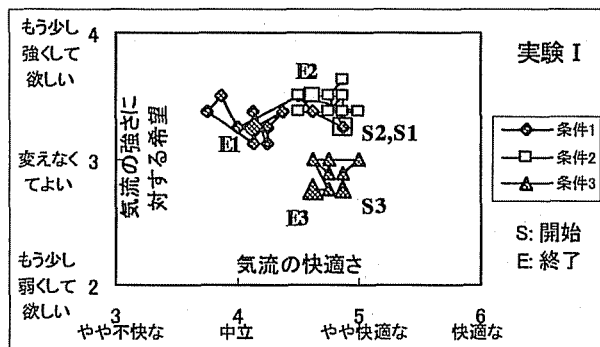 もう少し
強くして
欲しい
4
実験 I
E2
気流の強さに
対する希望
S2,S1
E1
条件1
条件2
条件3
変えなく
てよい
3
E3
S3
S: 開始
E: 終了
もう少し
弱くして
欲しい
気流の快適さ
2
3
4
5
6
やや不快な
中立
やや快適な
快適な